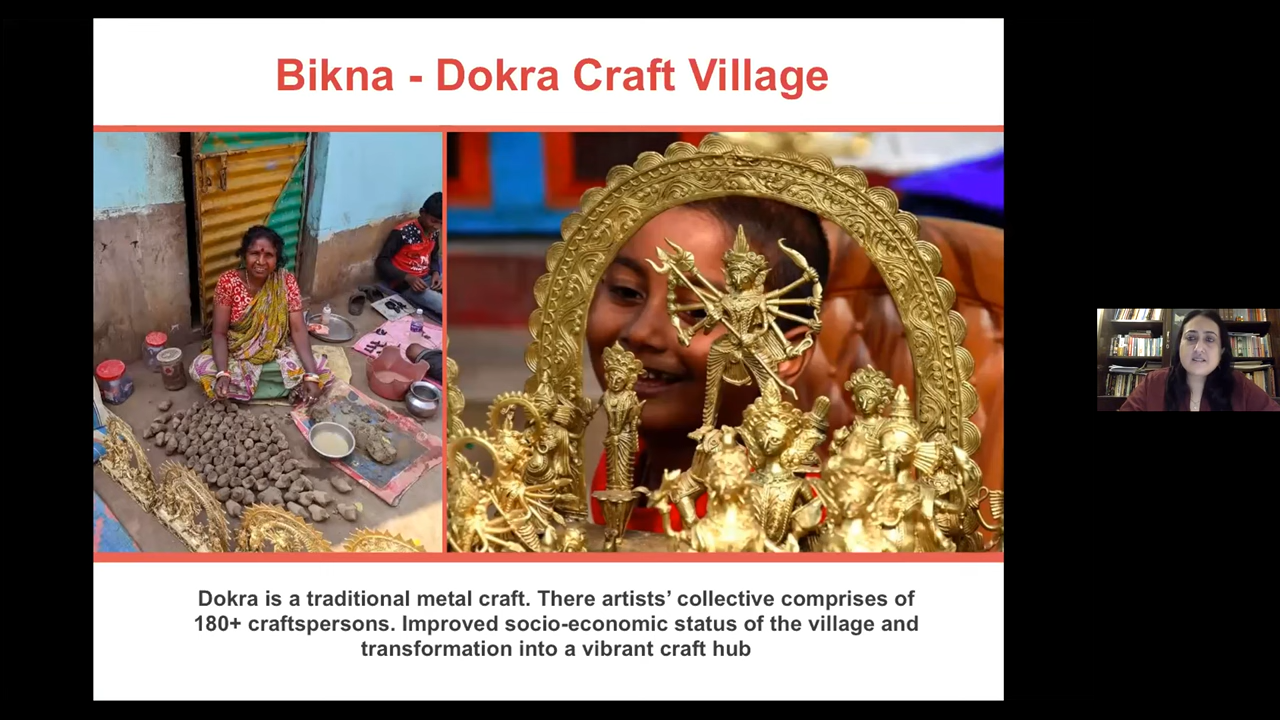 Bikna - Dokra Craft Village
Dokra is a traditional metal craft. There artists’ collective comprises of
180+ craftspersons. Improved socio-economic status of the village and
transformation into a vibrant craft hub